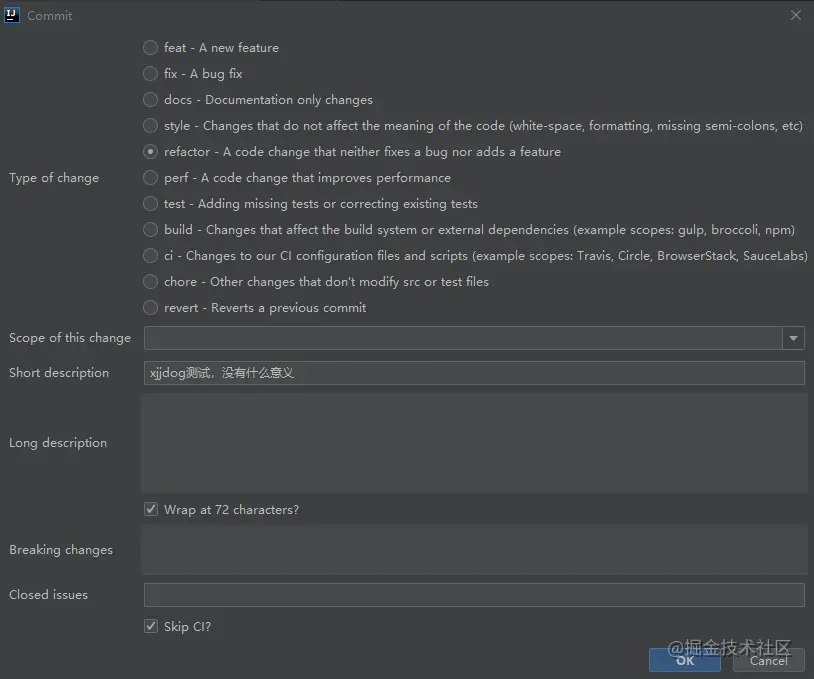 Commit
feat - A new feature
fix - A bug fix
docs - Documentation only changes
style - Changes that do not affect the meaning of the code (white-space, formatting, missing semi-colons, etc)
refactor - A code change that neither fixes a bug nor adds a feature
Type of change
perf - A code change that improves performance
test - Adding missing tests or correcting existing tests
build - Changes that affect the build system or external dependencies (example scopes: gulp, broccoli, npm)
ci - Changes to our CI configuration files and scripts (example scopes: Travis, Circle, BrowserStack, SauceLabs)
chore - Other changes that don't modify src or test files
revert - Reverts a previous commit
Scope of this change
Short description xjjdog测试，没有什么意义
Long description
Wrap at 72 characters?
Breaking changes
Closed issues
Skip CI?
@掘金技术社区
OK Cancel